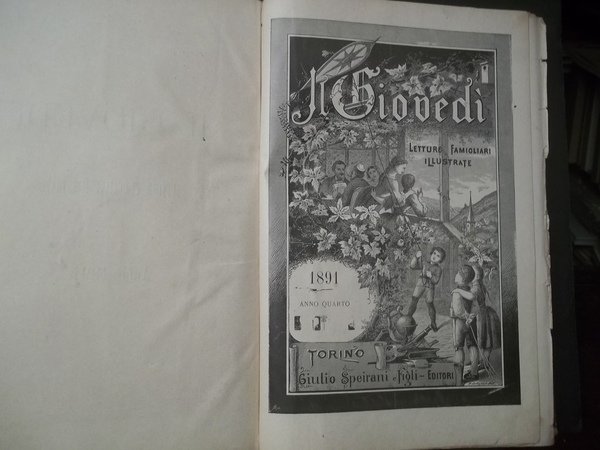 Il Giovedì
LETTURE FAMIGLIARI
ILLUSTRATE
1891
ANNO QUARTO
TORINO
Giulio Speirani e figli - EDITORI